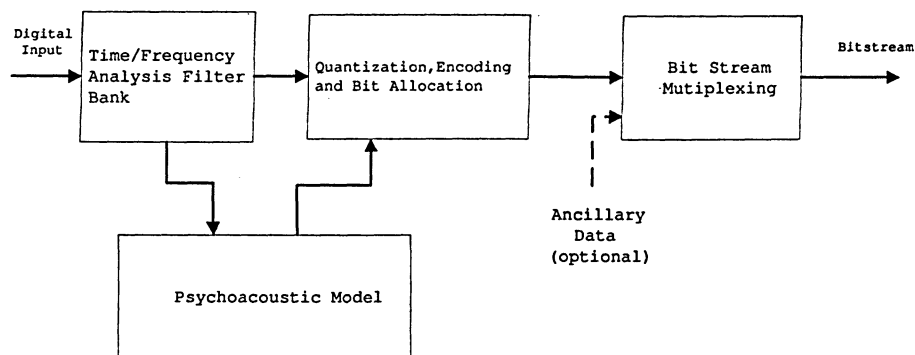 Digital
Input
Time/Frequency
Analysis Filter
Bank
Quantization,Encoding
and Bit Allocation
Bit Stream
Mutiplexing
Bitstream
Ancillary
Data
(optional)
Psychoacoustic Model